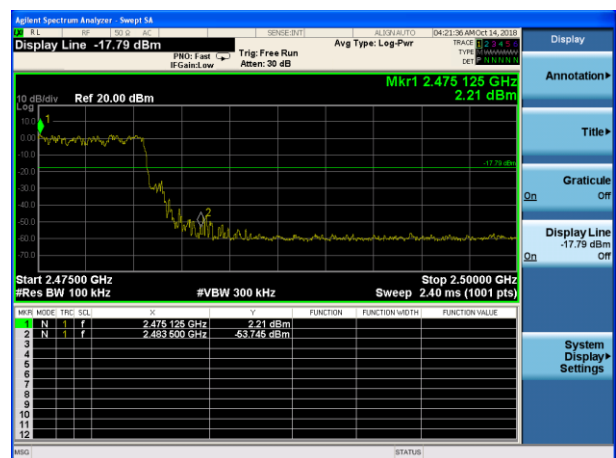 Agilent Spectrum Analyzer - Swept SA
RL RF 50 Ω AC SENSE:INT ALIGNAUTO 04:21:36 AM Oct 14, 2018
Display Line -17.79 dBm
PNO: Fast
IFGain:Low
Trig: Free Run
Atten: 30 dB
Avg Type: Log-Pwr
TRACE 1 2 3 4 5 6
TYPE M W W W W W
DET P N N N N N
Mkr1 2.475 125 GHz
2.21 dBm
10 dB/div Ref 20.00 dBm
Log
10.0
0.00
-10.0
-20.0
-30.0
-40.0
-50.0
-60.0
-70.0
1
2
-17.79 dBm
Start 2.47500 GHz Stop 2.50000 GHz
#Res BW 100 kHz #VBW 300 kHz Sweep 2.40 ms (1001 pts)
MKR MODE TRC SCL X Y FUNCTION FUNCTION WIDTH FUNCTION VALUE
1 N 1 f 2.475 125 GHz 2.21 dBm
2 N 1 f 2.483 500 GHz -53.745 dBm
3
4
5
6
7
8
9
10
11
12
MSG STATUS
Display
Annotation
Title
Graticule
On Off
Display Line
-17.79 dBm
On Off
System
Display
Settings